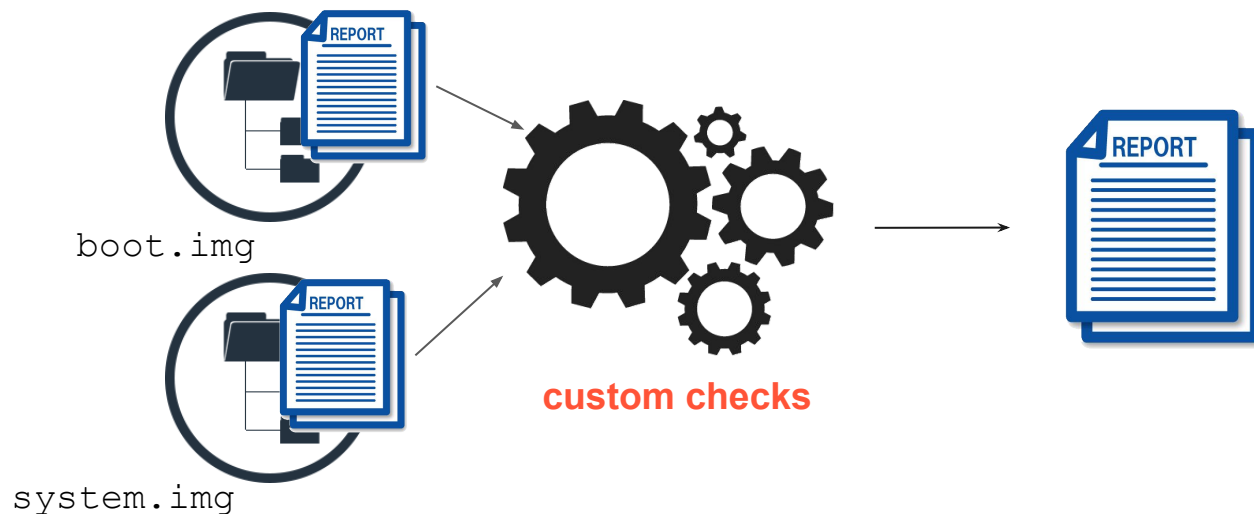 REPORT
boot.img
REPORT
system.img
custom checks
REPORT